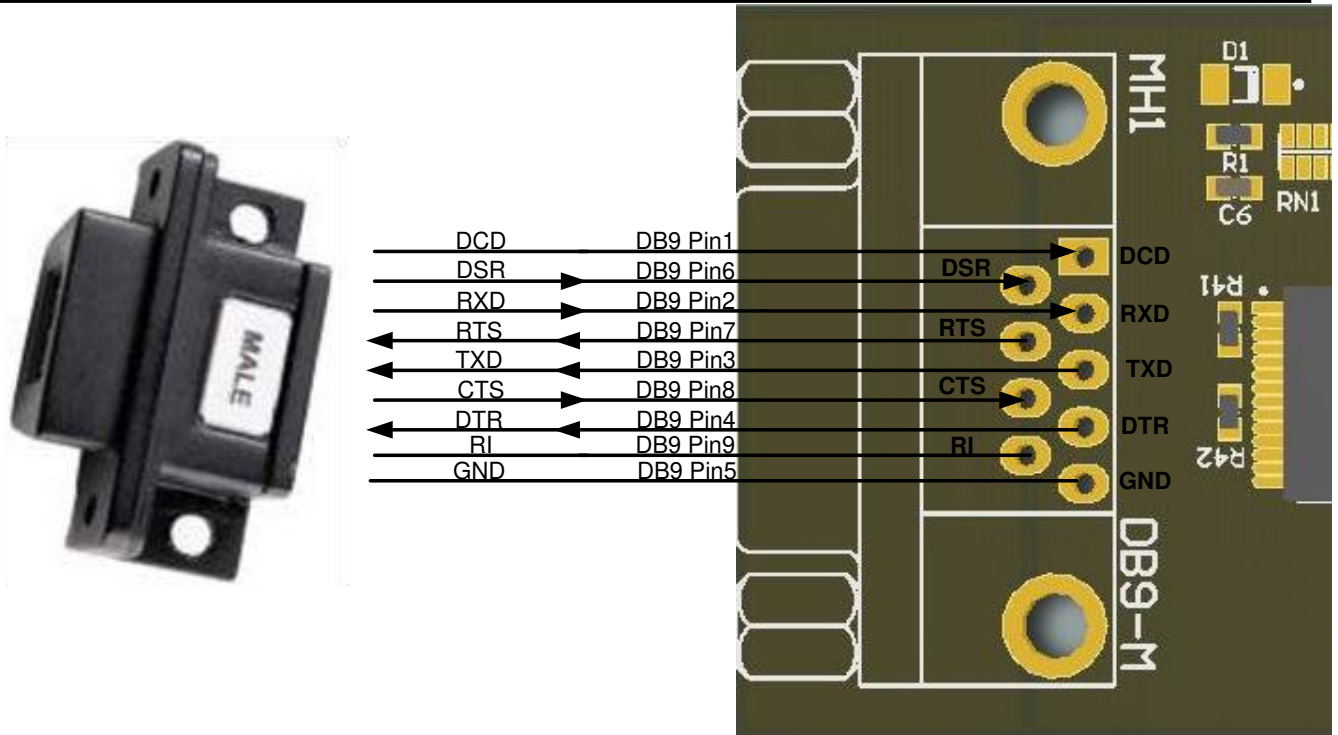 MALE
DCD DB9 Pin1
DSR DB9 Pin6
RXD DB9 Pin2
RTS DB9 Pin7
TXD DB9 Pin3
CTS DB9 Pin8
DTR DB9 Pin4
RI DB9 Pin9
GND DB9 Pin5
DSR
RTS
CTS
RI
DCD
RXD
TXD
DTR
GND
MH1
DB9-M
D1
R1
C6
RN1
R41
R42